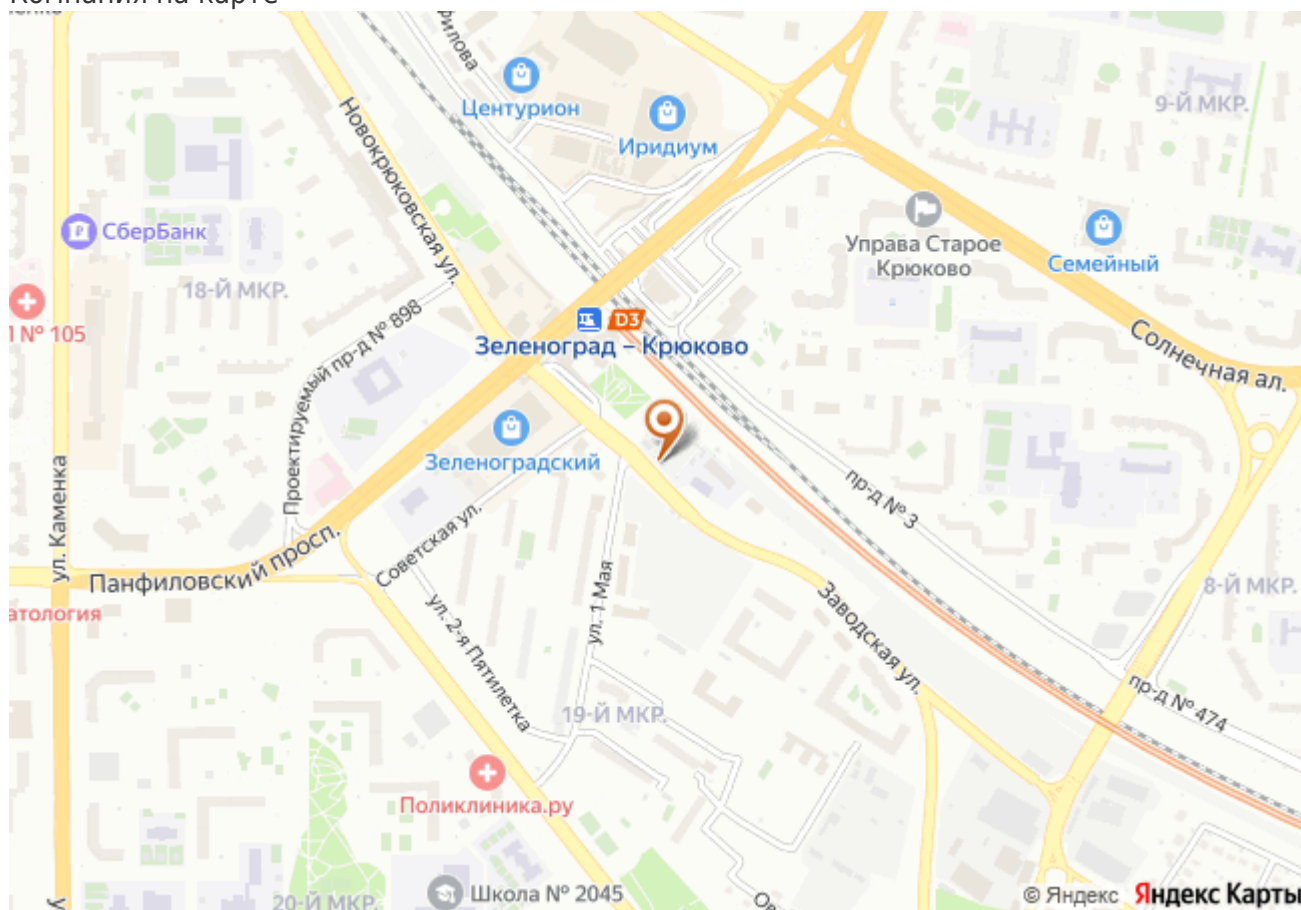 Компания на карте
Центурион
Иридиум
9-Й МКР.
Новокрюковская ул.
СберБанк
Управа Старое
Крюково
Семейный
18-Й МКР.
№ 105
Проектируемый пр-д № 898
D3
Зеленоград – Крюково
Солнечная ал.
Зеленоградский
ул. Каменка
пр-д № 3
Советская ул.
Панфиловский просп.
8-Й МКР.
ул. 1 Мая
Заводская ул.
ул. 2-я Пятилетка
пр-д № 474
19-Й МКР.
Поликлиника.ру
Школа № 2045
20-Й МКР.
© Яндекс Яндекс Карты